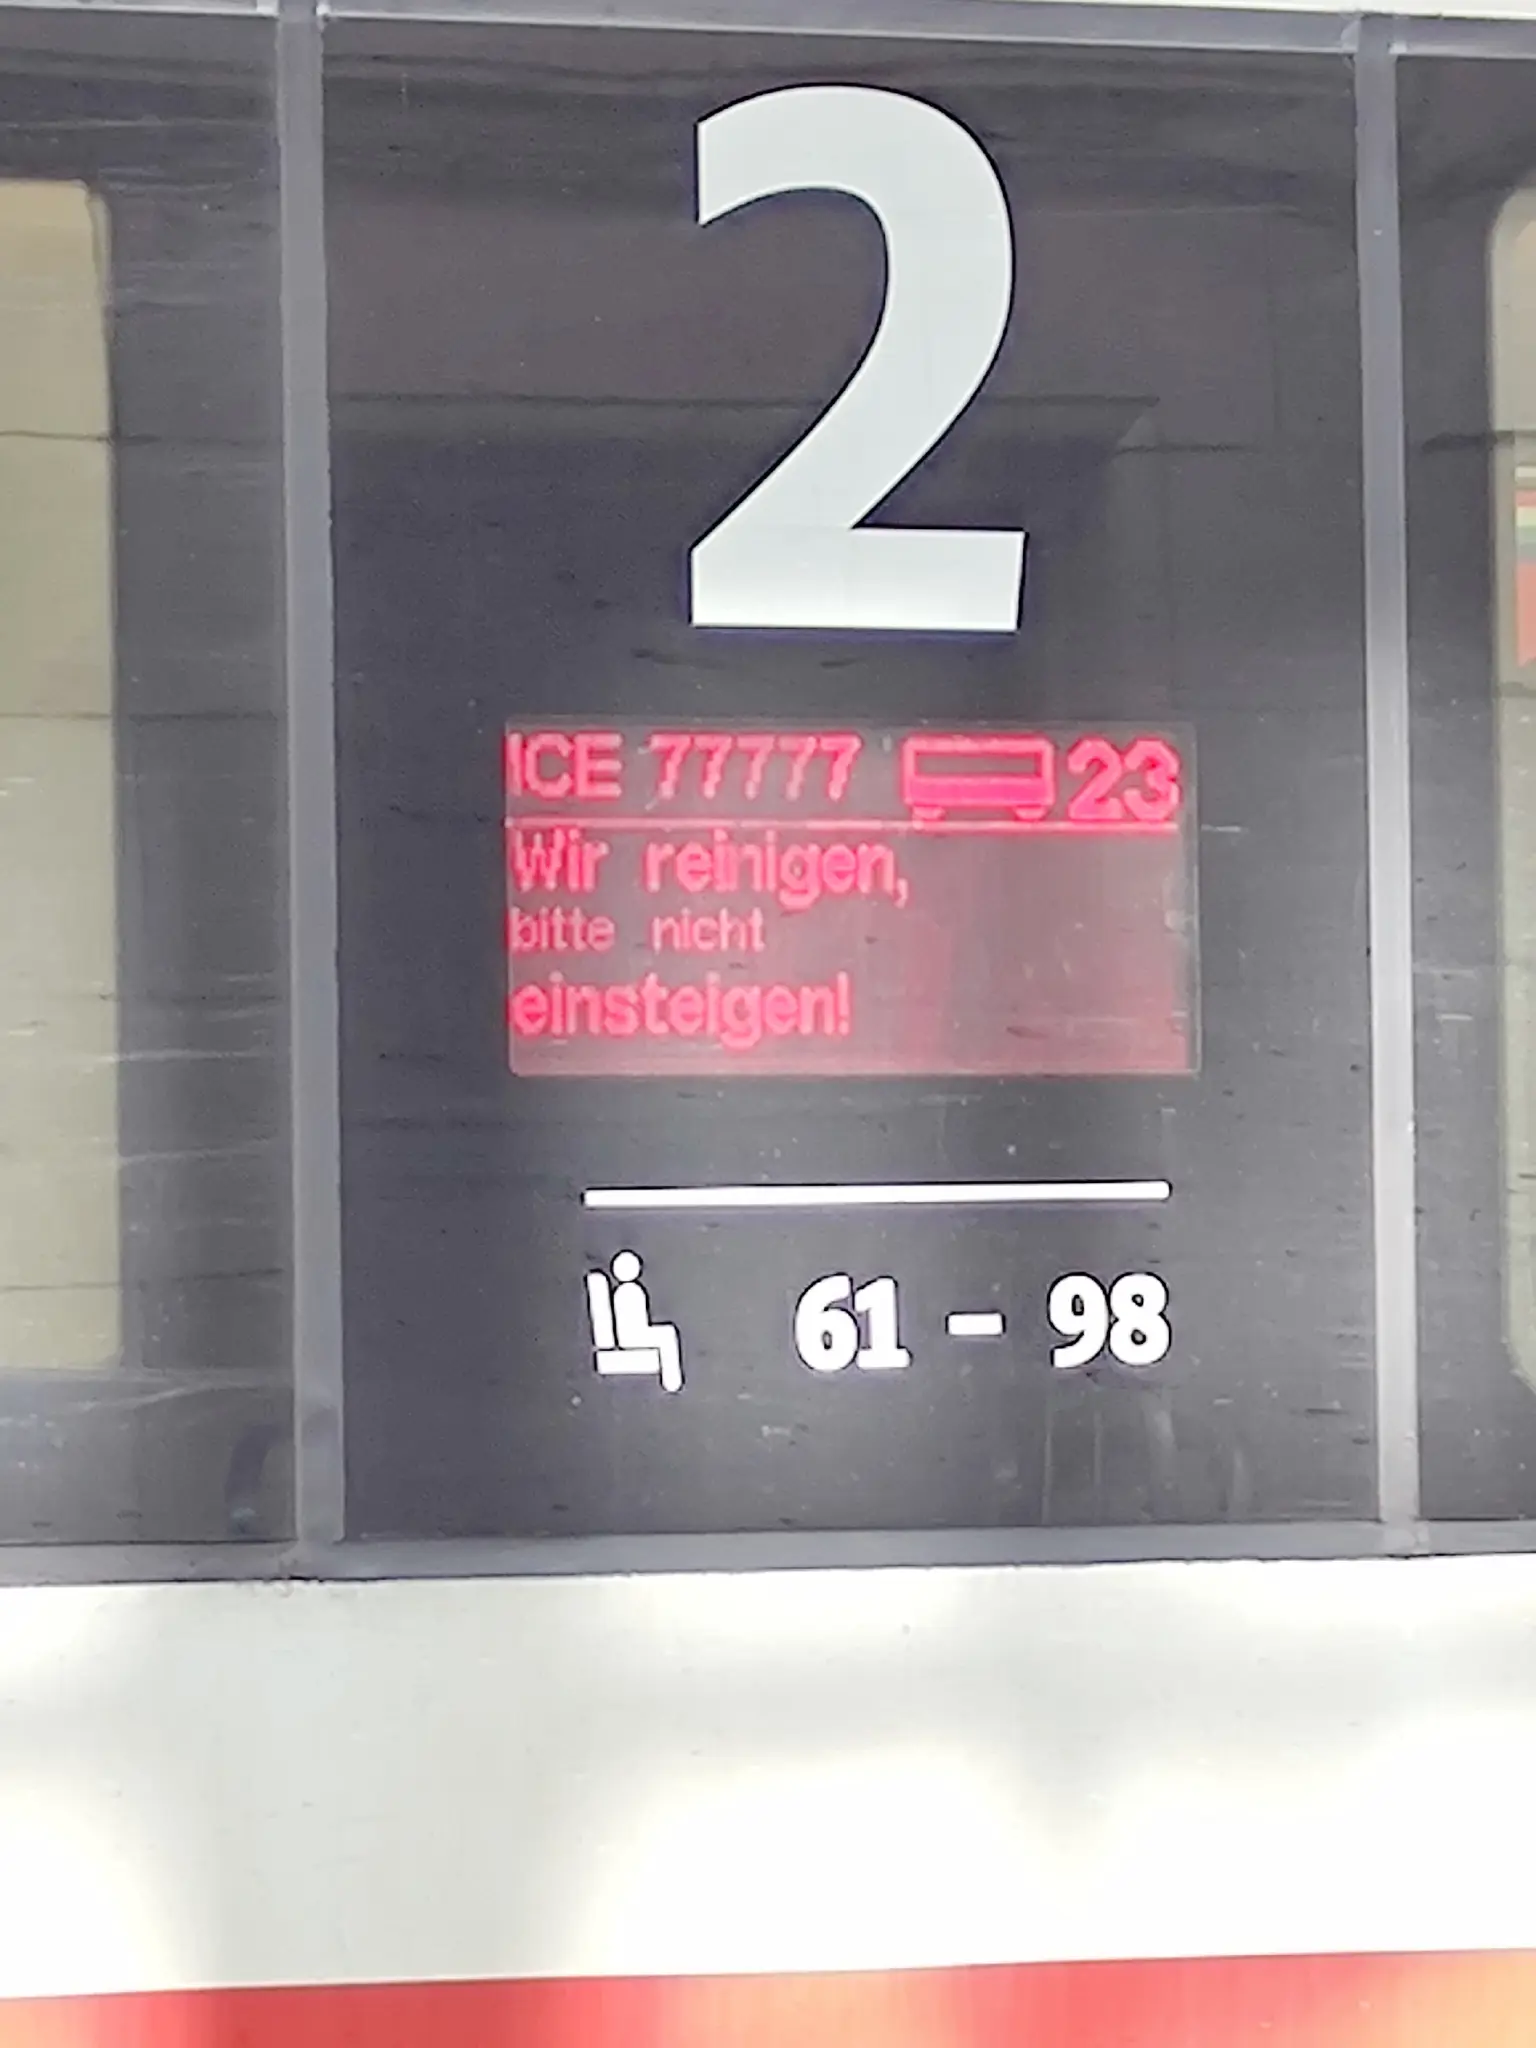 2
ICE 77777 23
Wir reinigen,
bitte nicht
einsteigen!
61 - 98